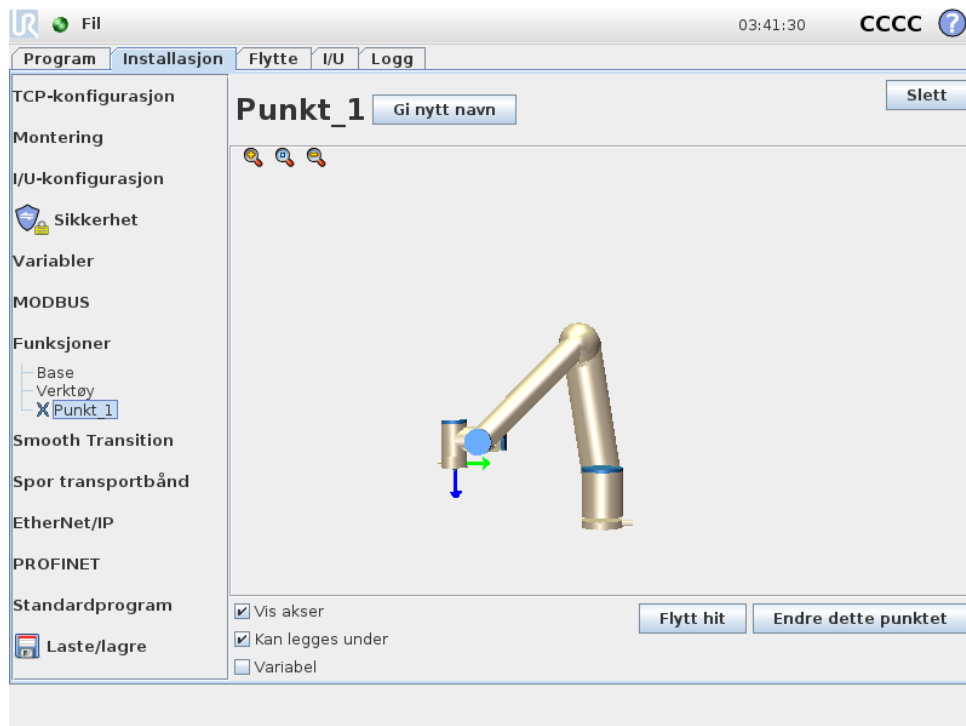 UR Fil 03:41:30 CCCC ?
Program Installasjon Flytte I/U Logg
TCP-konfigurasjon
Montering
I/U-konfigurasjon
Sikkerhet
Variabler
MODBUS
Funksjoner
Base
Verktøy
Punkt_1
Smooth Transition
Spor transportbånd
EtherNet/IP
PROFINET
Standardprogram
Laste/lagre
Punkt_1 Gi nytt navn Slett
Vis akser
Kan legges under
Variabel
Flytt hit Endre dette punktet